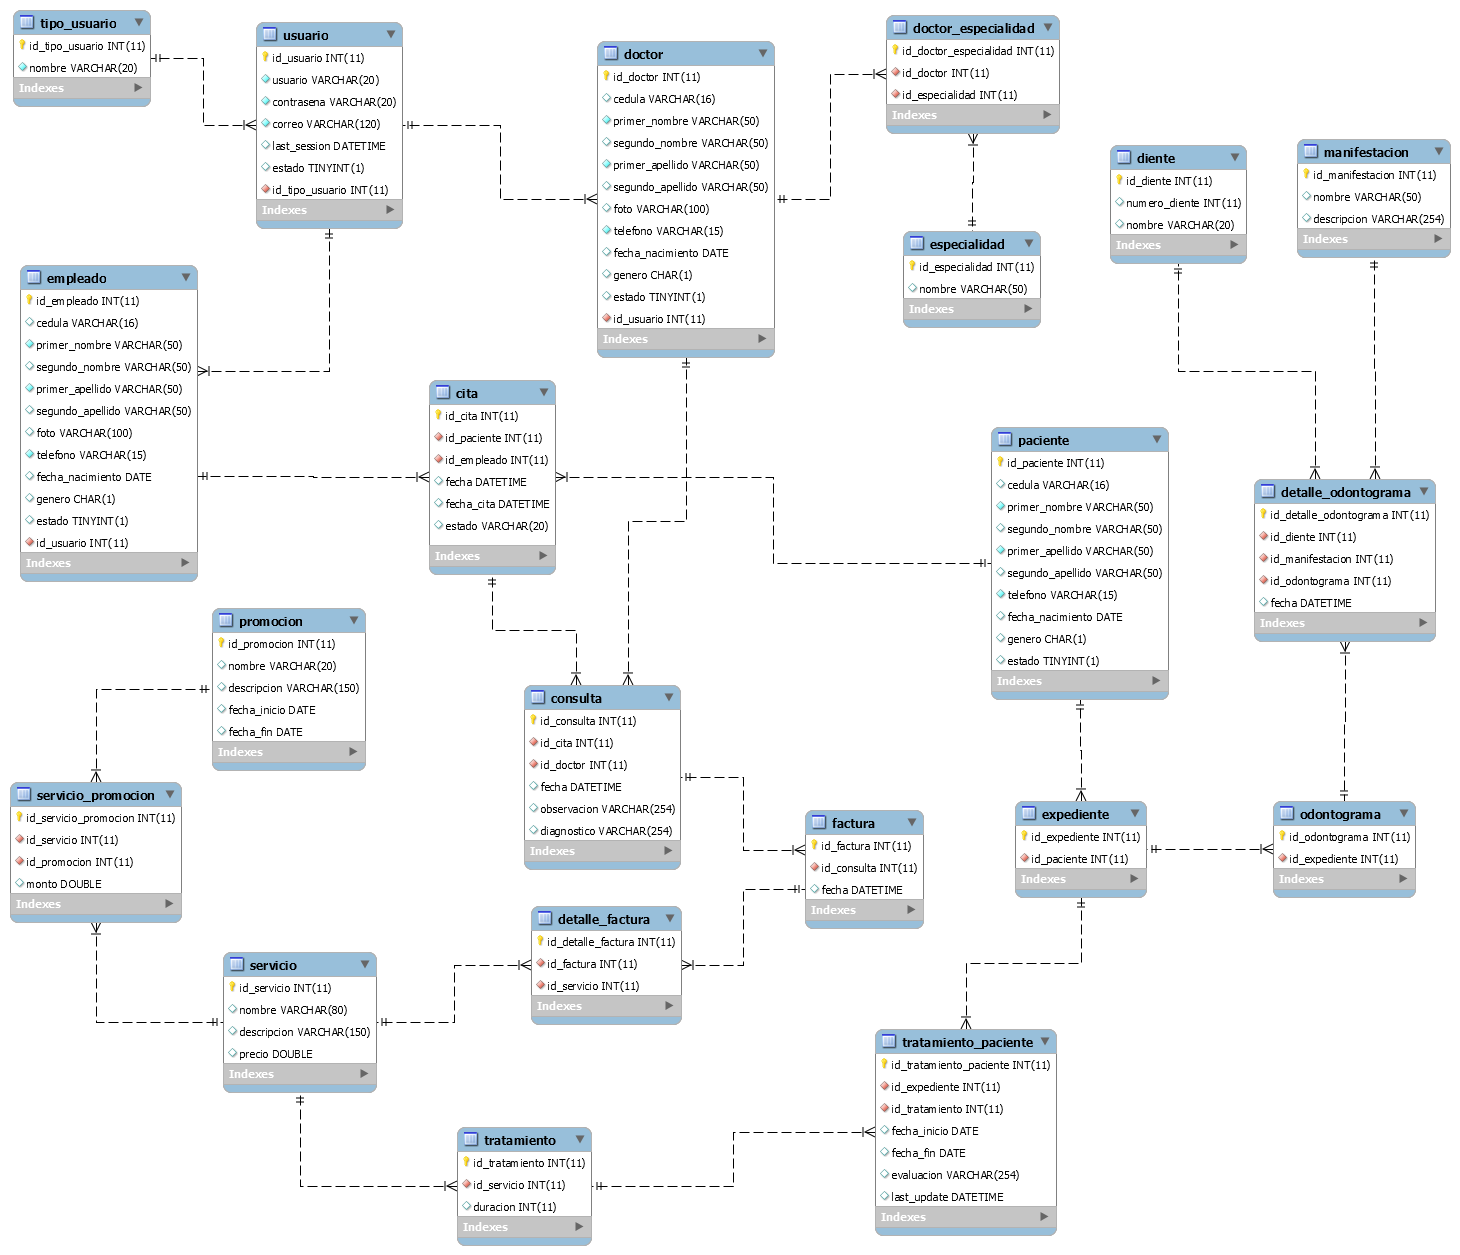 tipo_usuario
id_tipo_usuario INT(11)
nombre VARCHAR(20)
Indexes
usuario
id_usuario INT(11)
usuario VARCHAR(20)
contrasena VARCHAR(20)
correo VARCHAR(120)
last_session DATETIME
estado TINYINT(1)
id_tipo_usuario INT(11)
Indexes
doctor
id_doctor INT(11)
cedula VARCHAR(16)
primer_nombre VARCHAR(50)
segundo_nombre VARCHAR(50)
primer_apellido VARCHAR(50)
segundo_apellido VARCHAR(50)
foto VARCHAR(100)
telefono VARCHAR(15)
fecha_nacimiento DATE
genero CHAR(1)
estado TINYINT(1)
id_usuario INT(11)
Indexes
doctor_especialidad
id_doctor_especialidad INT(11)
id_doctor INT(11)
id_especialidad INT(11)
Indexes
especialidad
id_especialidad INT(11)
nombre VARCHAR(50)
Indexes
diente
id_diente INT(11)
numero_diente INT(11)
nombre VARCHAR(20)
Indexes
manifestacion
id_manifestacion INT(11)
nombre VARCHAR(50)
descripcion VARCHAR(254)
Indexes
empleado
id_empleado INT(11)
cedula VARCHAR(16)
primer_nombre VARCHAR(50)
segundo_nombre VARCHAR(50)
primer_apellido VARCHAR(50)
segundo_apellido VARCHAR(50)
foto VARCHAR(100)
telefono VARCHAR(15)
fecha_nacimiento DATE
genero CHAR(1)
estado TINYINT(1)
id_usuario INT(11)
Indexes
cita
id_cita INT(11)
id_paciente INT(11)
id_empleado INT(11)
fecha DATETIME
fecha_cita DATETIME
estado VARCHAR(20)
Indexes
paciente
id_paciente INT(11)
cedula VARCHAR(16)
primer_nombre VARCHAR(50)
segundo_nombre VARCHAR(50)
primer_apellido VARCHAR(50)
segundo_apellido VARCHAR(50)
telefono VARCHAR(15)
fecha_nacimiento DATE
genero CHAR(1)
estado TINYINT(1)
Indexes
detalle_odontograma
id_detalle_odontograma INT(11)
id_diente INT(11)
id_manifestacion INT(11)
id_odontograma INT(11)
fecha DATETIME
Indexes
promocion
id_promocion INT(11)
nombre VARCHAR(20)
descripcion VARCHAR(150)
fecha_inicio DATE
fecha_fin DATE
Indexes
consulta
id_consulta INT(11)
id_cita INT(11)
id_doctor INT(11)
fecha DATETIME
observacion VARCHAR(254)
diagnostico VARCHAR(254)
Indexes
servicio_promocion
id_servicio_promocion INT(11)
id_servicio INT(11)
id_promocion INT(11)
monto DOUBLE
Indexes
factura
id_factura INT(11)
id_consulta INT(11)
fecha DATETIME
Indexes
expediente
id_expediente INT(11)
id_paciente INT(11)
Indexes
odontograma
id_odontograma INT(11)
id_expediente INT(11)
Indexes
detalle_factura
id_detalle_factura INT(11)
id_factura INT(11)
id_servicio INT(11)
Indexes
servicio
id_servicio INT(11)
nombre VARCHAR(80)
descripcion VARCHAR(150)
precio DOUBLE
Indexes
tratamiento_paciente
id_tratamiento_paciente INT(11)
id_expediente INT(11)
id_tratamiento INT(11)
fecha_inicio DATE
fecha_fin DATE
evaluacion VARCHAR(254)
last_update DATETIME
Indexes
tratamiento
id_tratamiento INT(11)
id_servicio INT(11)
duracion INT(11)
Indexes